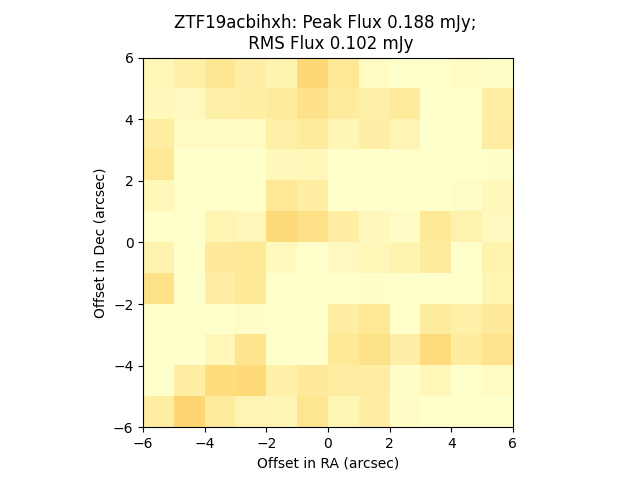 ZTF19acbihxh: Peak Flux 0.188 mJy;
RMS Flux 0.102 mJy
6
4
2
0
−2
−4
−6
Offset in Dec (arcsec)
−6 −4 −2 0 2 4 6
Offset in RA (arcsec)